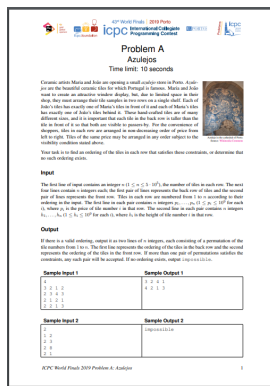 43rd World Finals | 2019 Porto
icpc International Collegiate
Programming Contest
Problem A
Azulejos
Time limit: 10 seconds
Ceramic artists Maria and João are opening a small azulejo store in Porto. Azule-
jos are the beautiful ceramic tiles for which Portugal is famous. Maria and João
want to create an attractive window display, but, due to limited space in their
shop, they must arrange their tile samples in two rows on a single shelf. Each of
João's tiles has exactly one of Maria's tiles in front of it and each of Maria's tiles
has exactly one of João's tiles behind it. These hand-crafted tiles are of many
different sizes, and it is important that each tile in the back row is taller than the
tile in front of it so that both are visible to passers-by. For the convenience of
shoppers, tiles in each row are arranged in non-decreasing order of price from
left to right. Tiles of the same price may be arranged in any order subject to the
visibility condition stated above.
Your task is to find an ordering of the tiles in each row that satisfies these constraints, or determine that
no such ordering exists.
Input
The first line of input contains an integer n (1 ≤ n ≤ 5·10⁵), the number of tiles in each row. The next
four lines contain n integers each; the first pair of lines represents the back row of tiles and the second
pair of lines represents the front row. Tiles in each row are numbered from 1 to n according to their
ordering in the input. The first line in each pair contains n integers p₁, ..., pₙ (1 ≤ pᵢ ≤ 10⁹ for each
i), where pᵢ is the price of tile number i in that row. The second line in each pair contains n integers
h₁, ..., hₙ (1 ≤ hᵢ ≤ 10⁹ for each i), where hᵢ is the height of tile number i in that row.
Output
If there is a valid ordering, output it as two lines of n integers, each consisting of a permutation of the
tile numbers from 1 to n. The first line represents the ordering of the tiles in the back row and the second
represents the ordering of the tiles in the front row. If more than one pair of permutations satisfies the
constraints, any such pair will be accepted. If no ordering exists, output impossible.
Sample Input 1
Sample Output 1
4
3 2 1 2
2 3 4 3
2 1 2 1
2 2 1 3
3 2 4 1
4 2 1 3
Sample Input 2
Sample Output 2
2
1 2
2 3
2 8
2 1
impossible
ICPC World Finals 2019 Problem A: Azulejos
1